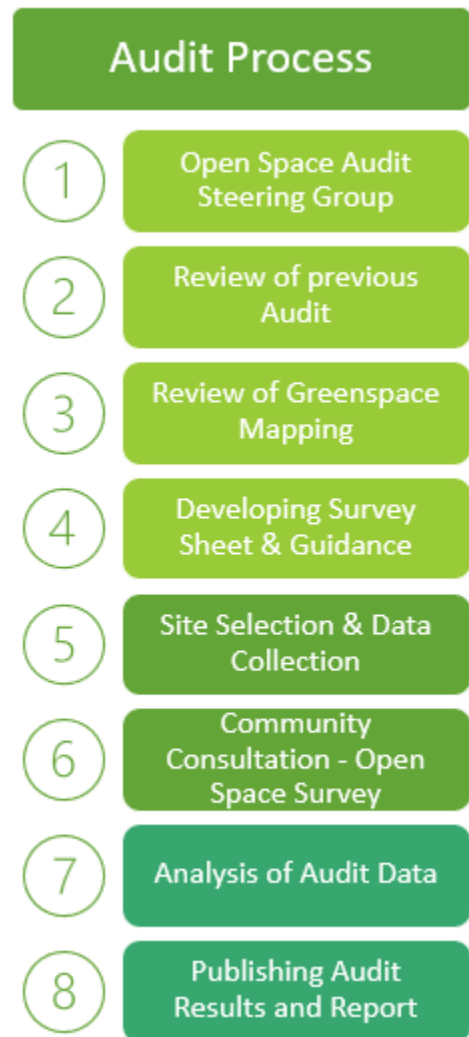 Audit Process
1
Open Space Audit
Steering Group
2
Review of previous
Audit
3
Review of Greenspace
Mapping
4
Developing Survey
Sheet & Guidance
5
Site Selection & Data
Collection
6
Community
Consultation - Open
Space Survey
7
Analysis of Audit Data
8
Publishing Audit
Results and Report